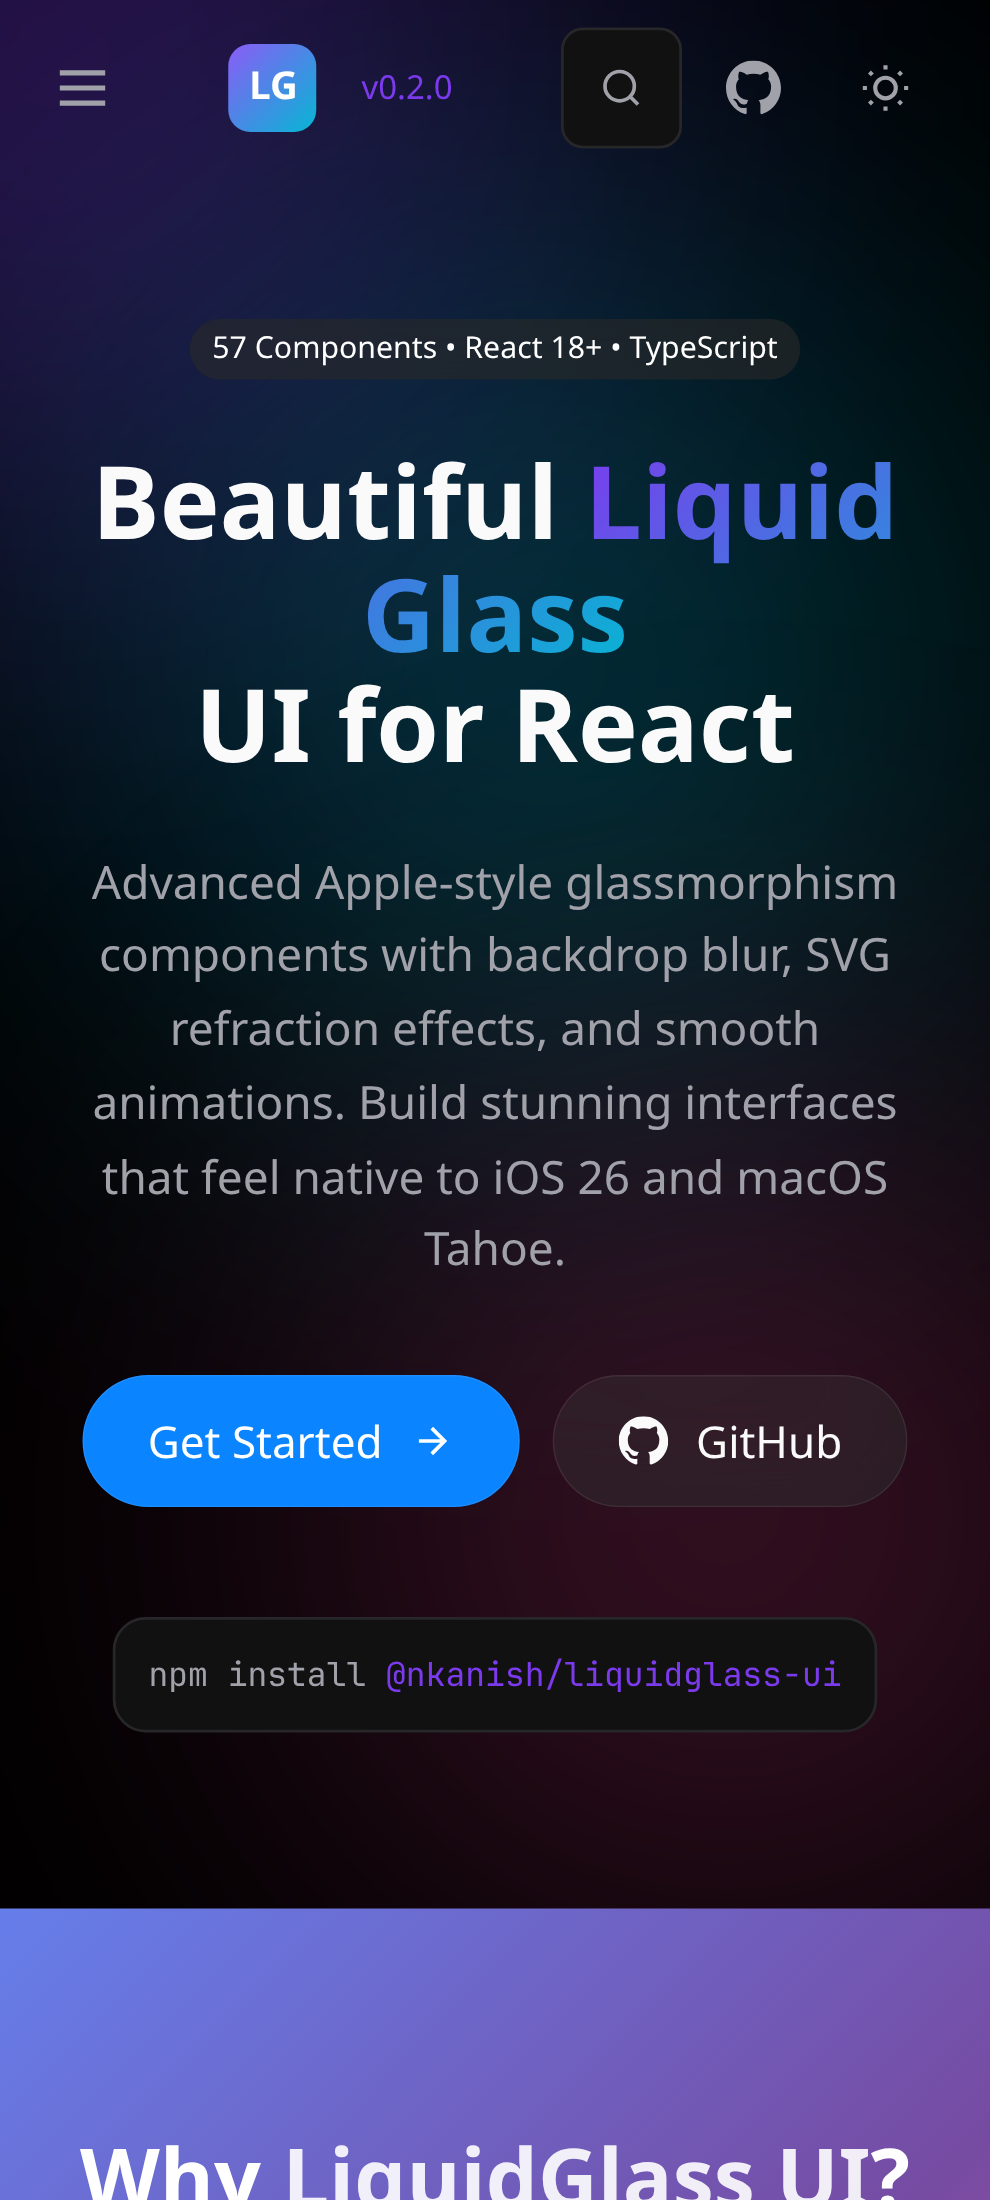 LG v0.2.0
57 Components • React 18+ • TypeScript
Beautiful Liquid
Glass
UI for React
Advanced Apple-style glassmorphism
components with backdrop blur, SVG
refraction effects, and smooth
animations. Build stunning interfaces
that feel native to iOS 26 and macOS
Tahoe.
Get Started → GitHub
npm install @nkanish/liquidglass-ui
Why LiquidGlass UI?